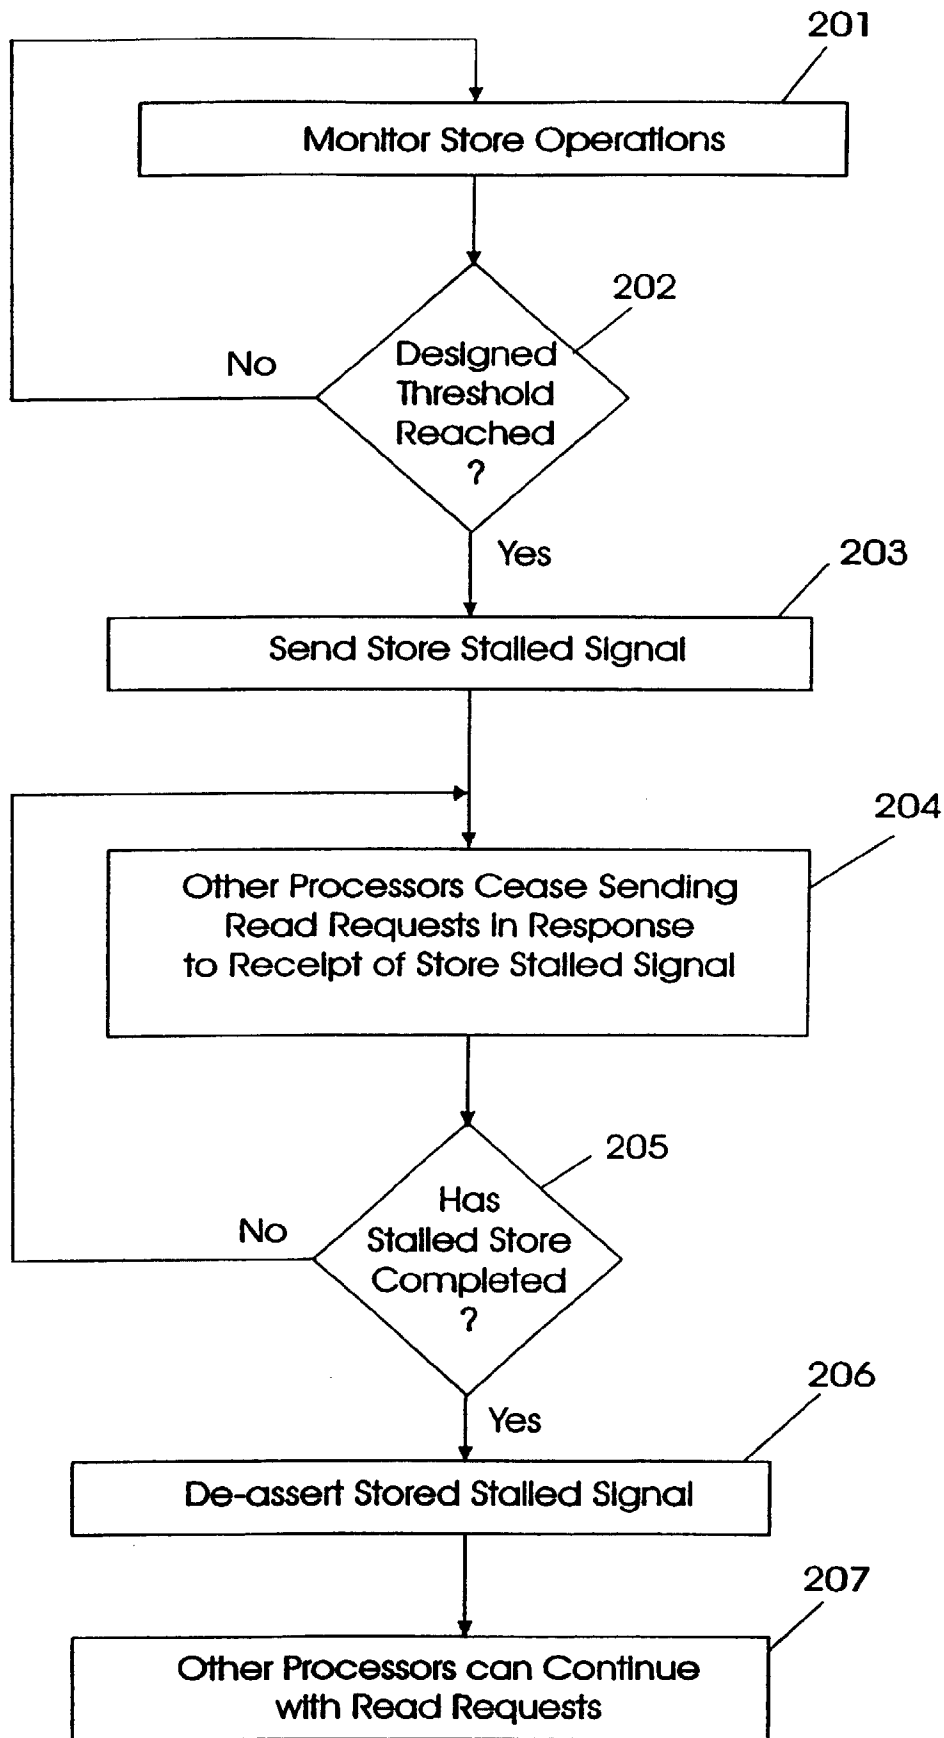 201
Monitor Store Operations
202
Designed
Threshold
Reached
?
No
Yes
203
Send Store Stalled Signal
204
Other Processors Cease Sending
Read Requests in Response
to Receipt of Store Stalled Signal
205
Has
Stalled Store
Completed
?
No
Yes
206
De-assert Stored Stalled Signal
207
Other Processors can Continue
with Read Requests